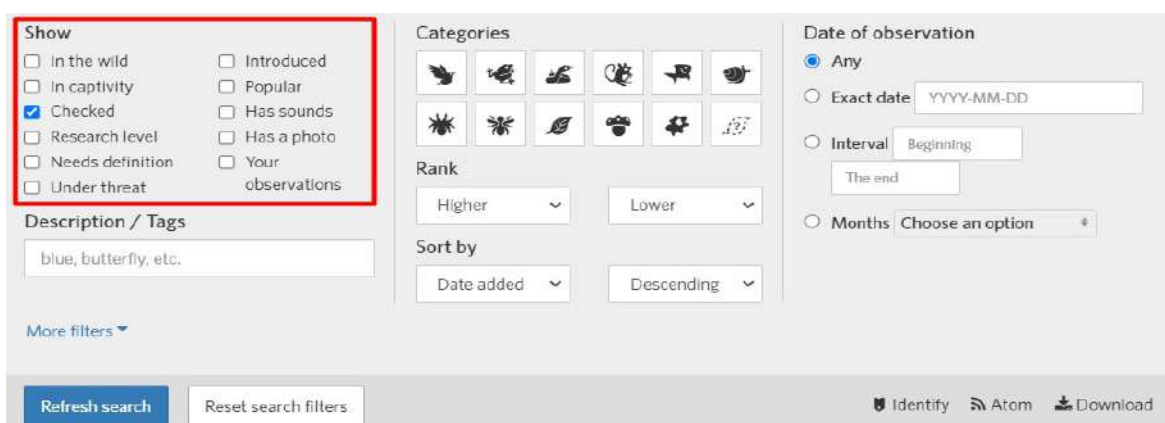 Show
In the wild
In captivity
Checked
Research level
Needs definition
Under threat
Introduced
Popular
Has sounds
Has a photo
Your
observations
Description / Tags
blue, butterfly, etc.
More filters
Categories
Rank
Higher
Lower
Sort by
Date added
Descending
Date of observation
Any
Exact date YYYY-MM-DD
Interval Beginning
The end
Months Choose an option
Refresh search
Reset search filters
Identify
Atom
Download